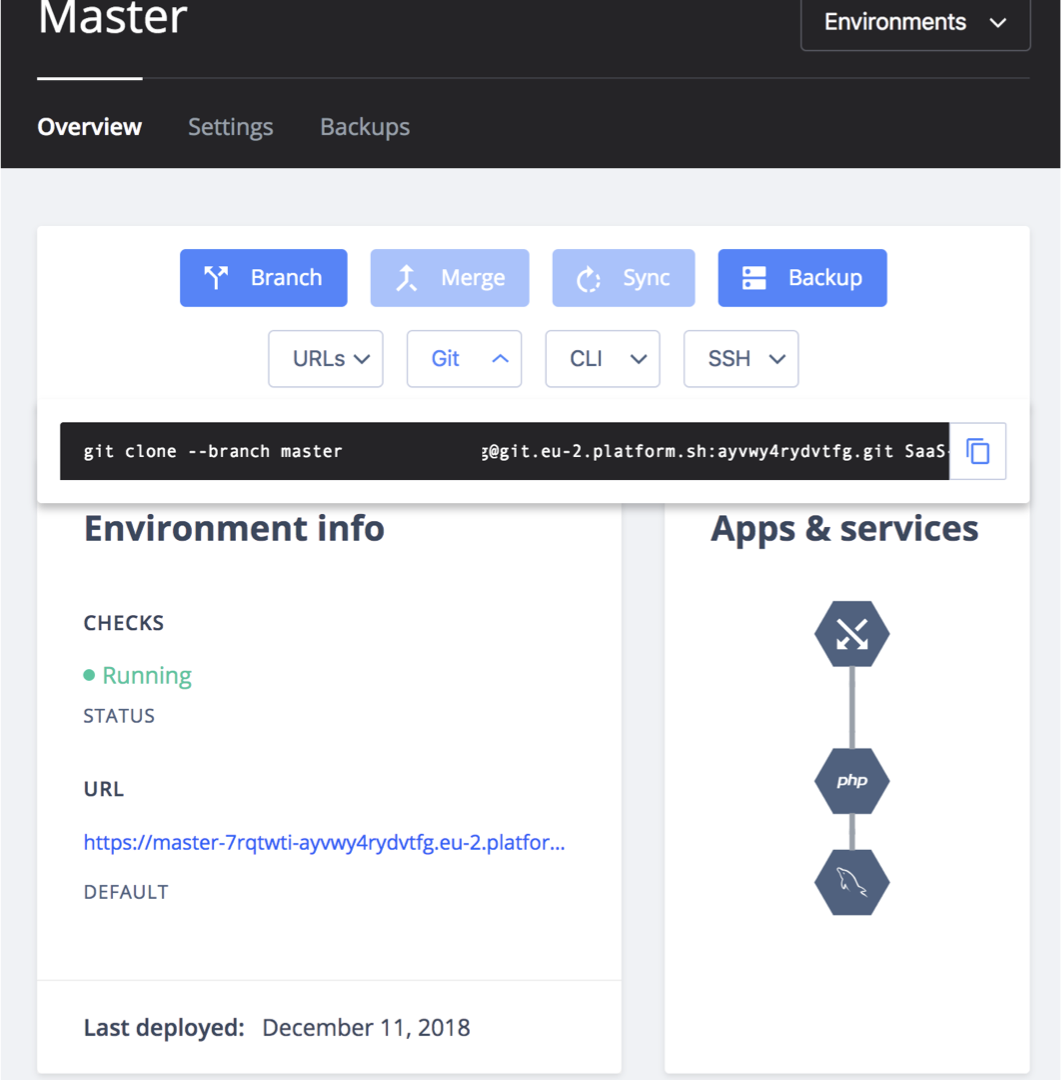 Master
Environments
Overview Settings Backups
Branch Merge Sync Backup
URLs Git CLI SSH
git clone --branch master g@git.eu-2.platform.sh:ayvwy4rydvtfg.git SaaS-
Environment info
Apps & services
CHECKS
Running
STATUS
URL
https://master-7rqtwti-ayvwy4rydvtfg.eu-2.platfor...
DEFAULT
php
Last deployed: December 11, 2018